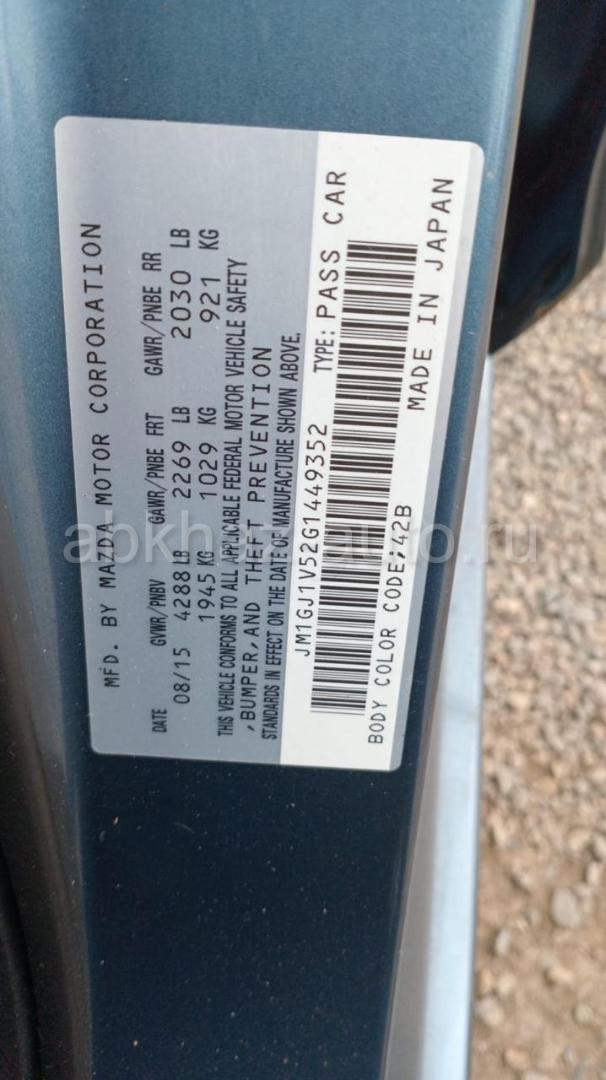 MFD. BY MAZDA MOTOR CORPORATION
DATE GVWR/PNBV GAWR/PNBE FRT GAWR/PNBE RR
08/15 4288 LB 2269 LB 2030 LB
1945 KG 1029 KG 921 KG
THIS VEHICLE CONFORMS TO ALL APPLICABLE FEDERAL MOTOR VEHICLE SAFETY
,BUMPER, AND THEFT PREVENTION
STANDARDS IN EFFECT ON THE DATE OF MANUFACTURE SHOWN ABOVE.
JM1GJ1V52G1449352 TYPE: PASS CAR
BODY COLOR CODE;42B MADE IN JAPAN
abkhaz-auto.ru